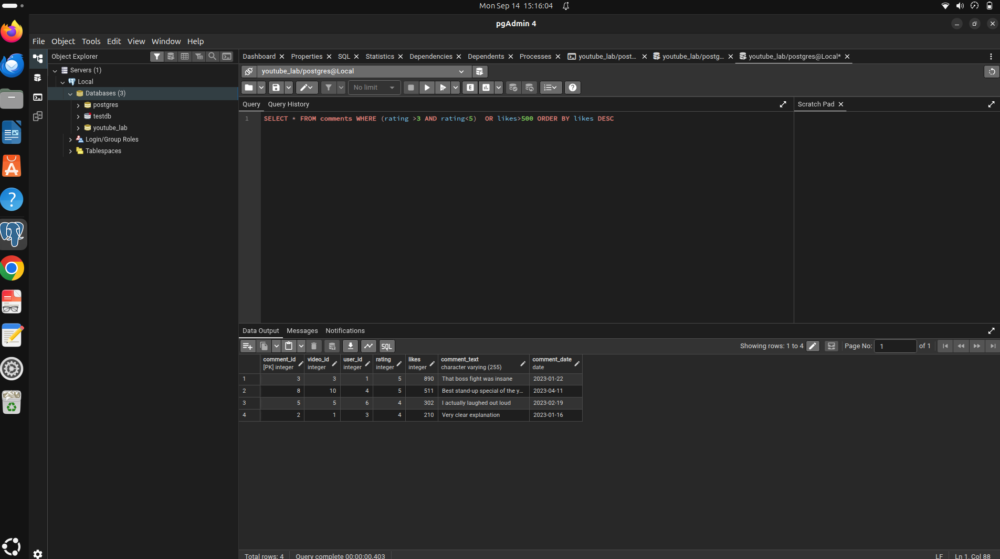 Mon Sep 14  15:16:04
pgAdmin 4
File Object Tools Edit View Window Help
Object Explorer
Dashboard Properties SQL Statistics Dependencies Dependents Processes youtube_lab/post... youtube_lab/postg... youtube_lab/postgres@Local*
Servers (1)
Local
Databases (3)
postgres
testdb
youtube_lab
Login/Group Roles
Tablespaces
youtube_lab/postgres@Local
No limit
E
Query Query History
Scratch Pad
1 SELECT * FROM comments WHERE (rating >3 AND rating<5)  OR likes>500 ORDER BY likes DESC
Data Output Messages Notifications
SQL
Showing rows: 1 to 4 Page No: 1 of 1
comment_id video_id user_id rating likes comment_text comment_date
[PK] integer integer integer integer integer character varying (255) date
1 3 3 1 5 890 That boss fight was insane 2023-01-22
2 8 10 4 5 511 Best stand-up special of the y... 2023-04-11
3 5 5 6 4 302 I actually laughed out loud 2023-02-19
4 2 1 3 4 210 Very clear explanation 2023-01-16
Total rows: 4 Query complete 00:00:00.403 LF Ln 1, Col 88